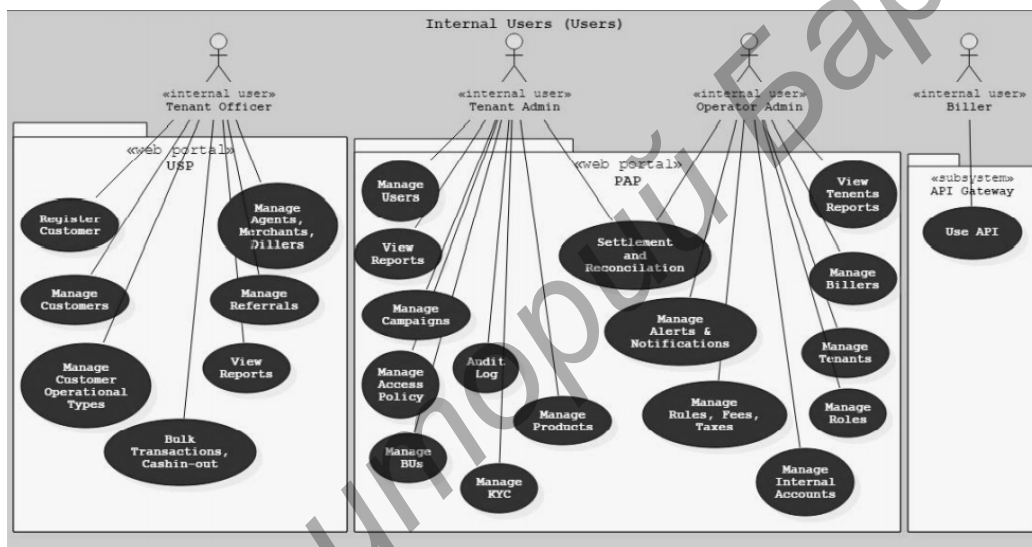 Internal Users (Users)
«internal user»
Tenant Officer
«internal user»
Tenant Admin
«internal user»
Operator Admin
«internal user»
Biller
«web portal»
USP
Register
Customer
Manage
Agents,
Merchants,
Dillers
Manage
Customers
Manage
Referrals
Manage
Customer
Operational
Types
View
Reports
Bulk
Transactions,
Cashin-out
«web portal»
PAP
Manage
Users
View
Reports
Manage
Campaigns
Manage
Access
Policy
Audit
Log
Manage
BUs
Manage
KYC
Manage
Products
Settlement
and
Reconcilation
Manage
Alerts &
Notifications
Manage
Rules, Fees,
Taxes
View
Tenents
Reports
Manage
Billers
Manage
Tenants
Manage
Roles
Manage
Internal
Accounts
«subsystem»
API Gateway
Use API